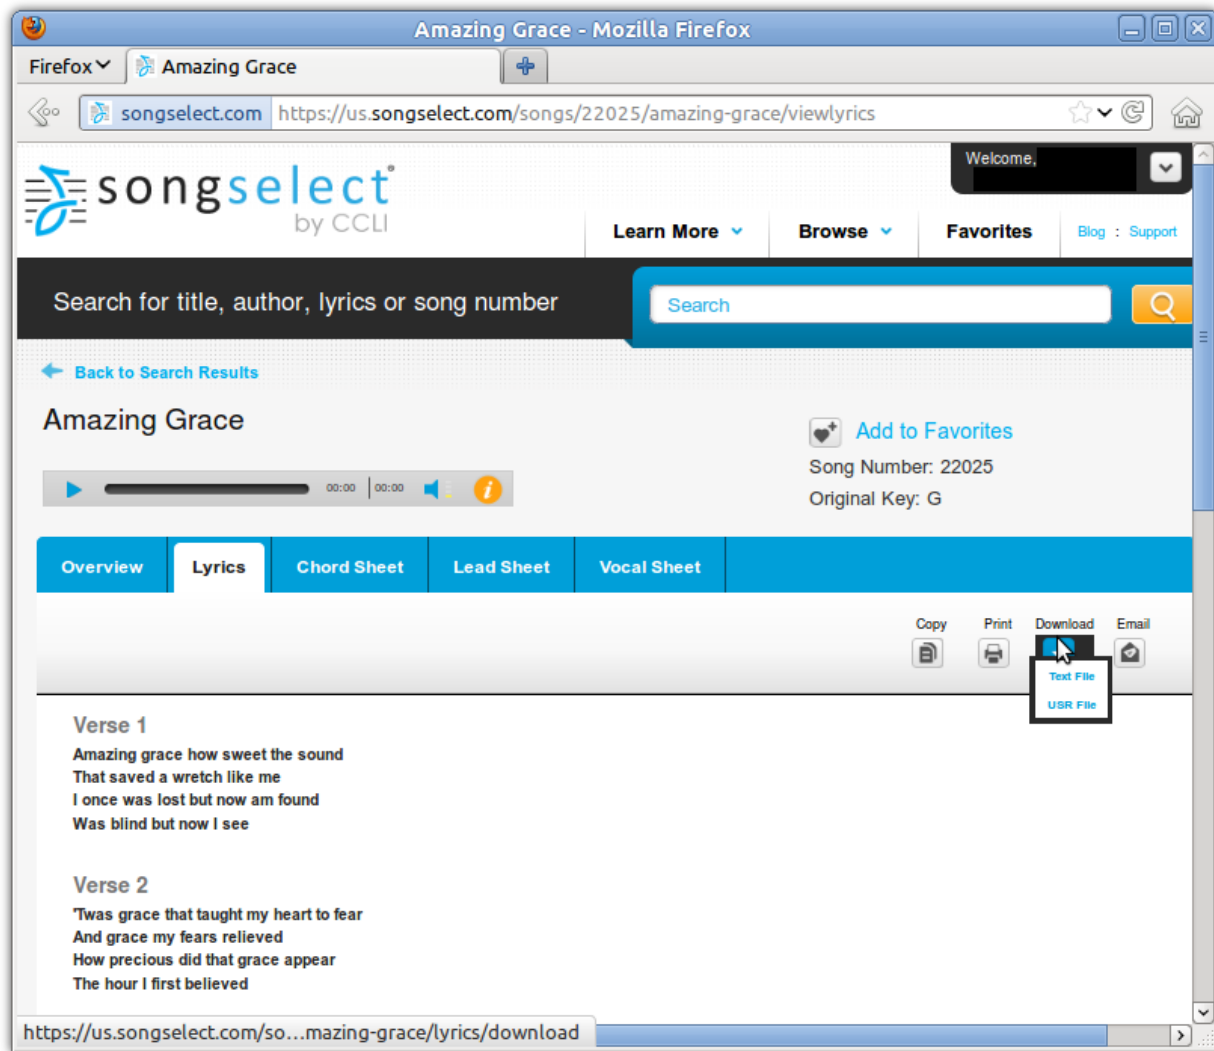 Amazing Grace - Mozilla Firefox
Firefox
Amazing Grace
songselect.com https://us.songselect.com/songs/22025/amazing-grace/viewlyrics
Welcome,
songselect®
by CCLI
Learn More Browse Favorites Blog : Support
Search for title, author, lyrics or song number
Search
Back to Search Results
Amazing Grace
Add to Favorites
Song Number: 22025
Original Key: G
00:00 00:00 i
Overview Lyrics Chord Sheet Lead Sheet Vocal Sheet
Copy Print Download Email
Text File
USR File
Verse 1
Amazing grace how sweet the sound
That saved a wretch like me
I once was lost but now am found
Was blind but now I see
Verse 2
'Twas grace that taught my heart to fear
And grace my fears relieved
How precious did that grace appear
The hour I first believed
https://us.songselect.com/so...mazing-grace/lyrics/download